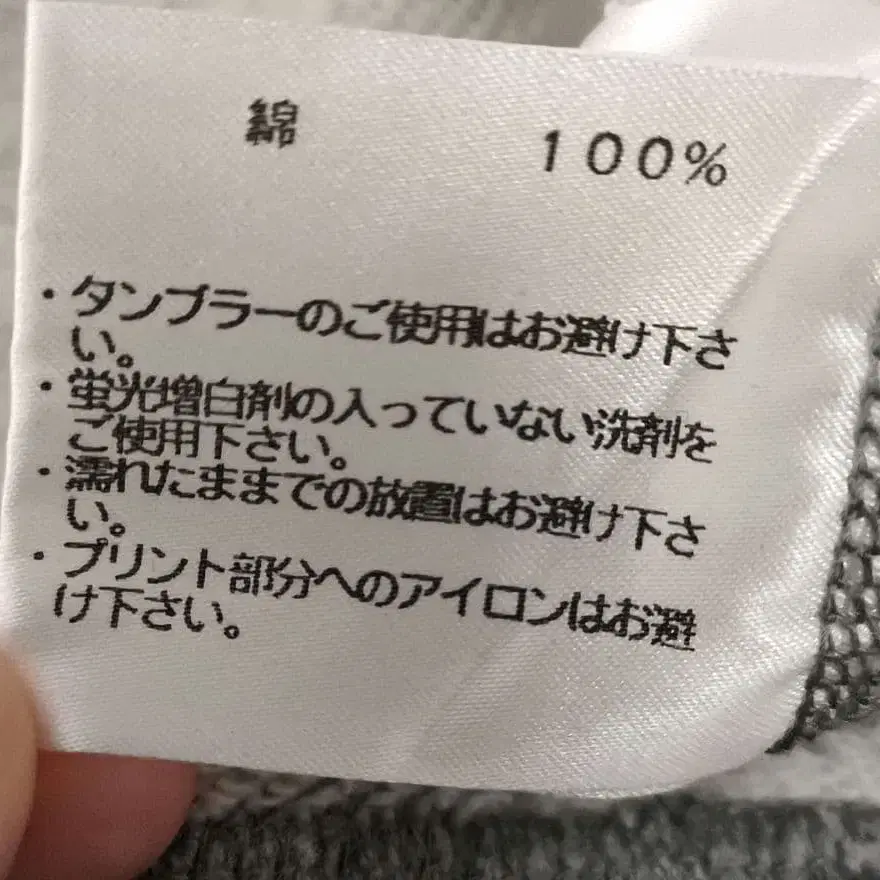 綿 100%
・タンブラーのご使用はお避け下さ
い。
・蛍光増白剤の入っていない洗剤を
ご使用下さい。
・濡れたままでの放置はお避け下さ
い。
・プリント部分へのアイロンはお避
け下さい。